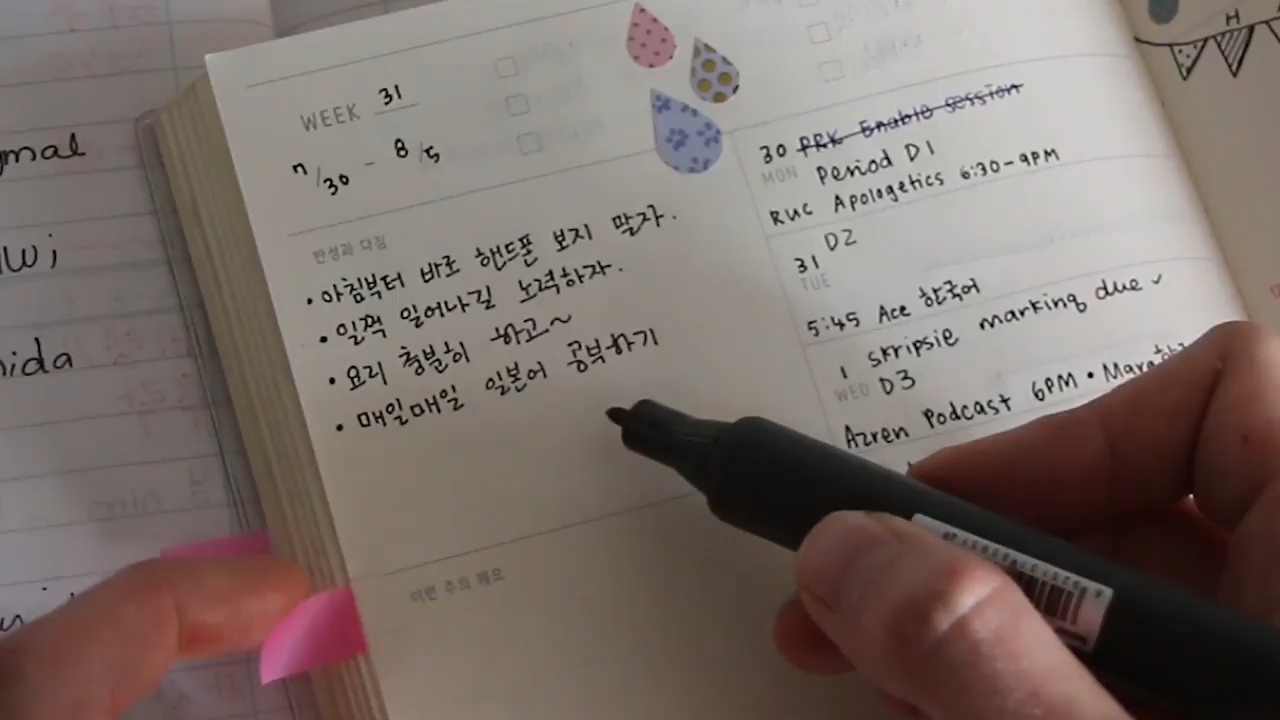 WEEK 31
7/30 - 8/5
반성과 다짐
• 아침부터 바로 핸드폰 보지 말자.
• 일찍 일어나길 노력하자.
• 요리 충분히 하고~
• 매일매일 일본어 공부하기
이번 주의 메모
30 PRK Enable session
MON Period D1
RUC Apologetics 6:30-9PM
31 D2
TUE
5:45 Ace 한국어
1 skripsie marking due ✓
WED D3
Azren Podcast 6PM •
H
gmal
min